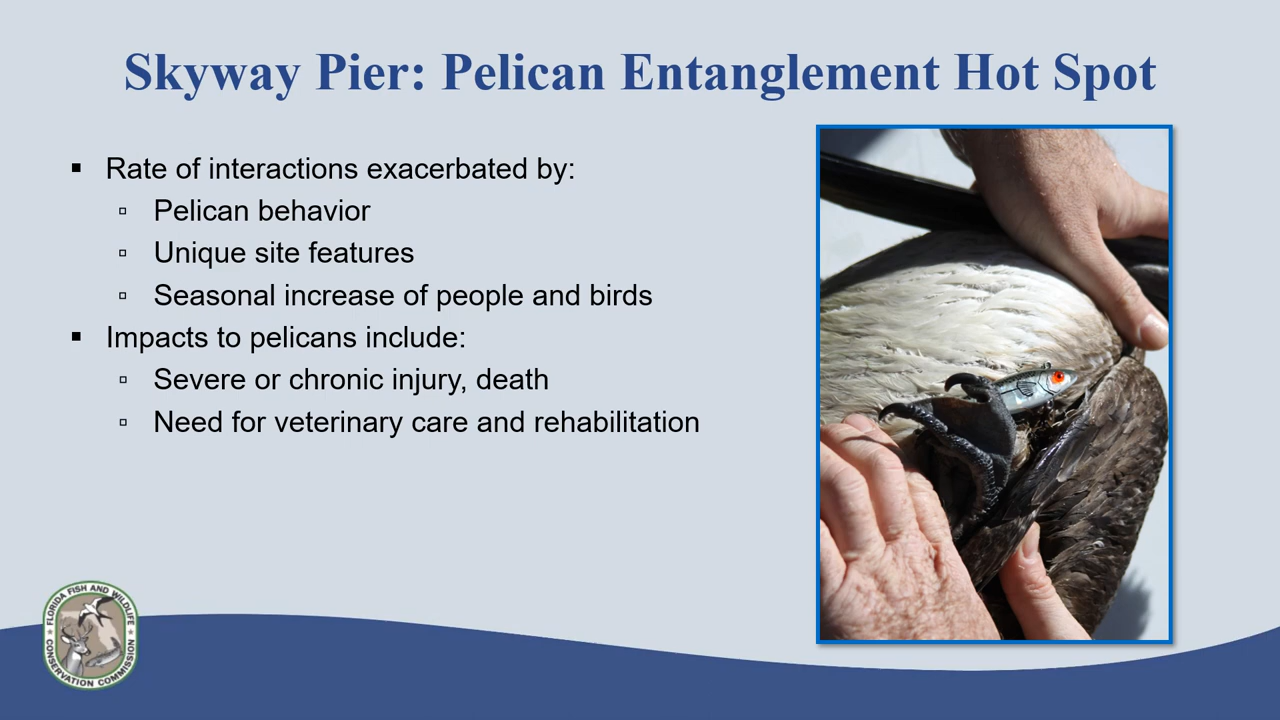 Skyway Pier: Pelican Entanglement Hot Spot
▪ Rate of interactions exacerbated by:
▫ Pelican behavior
▫ Unique site features
▫ Seasonal increase of people and birds
▪ Impacts to pelicans include:
▫ Severe or chronic injury, death
▫ Need for veterinary care and rehabilitation
FLORIDA FISH AND WILDLIFE
CONSERVATION COMMISSION